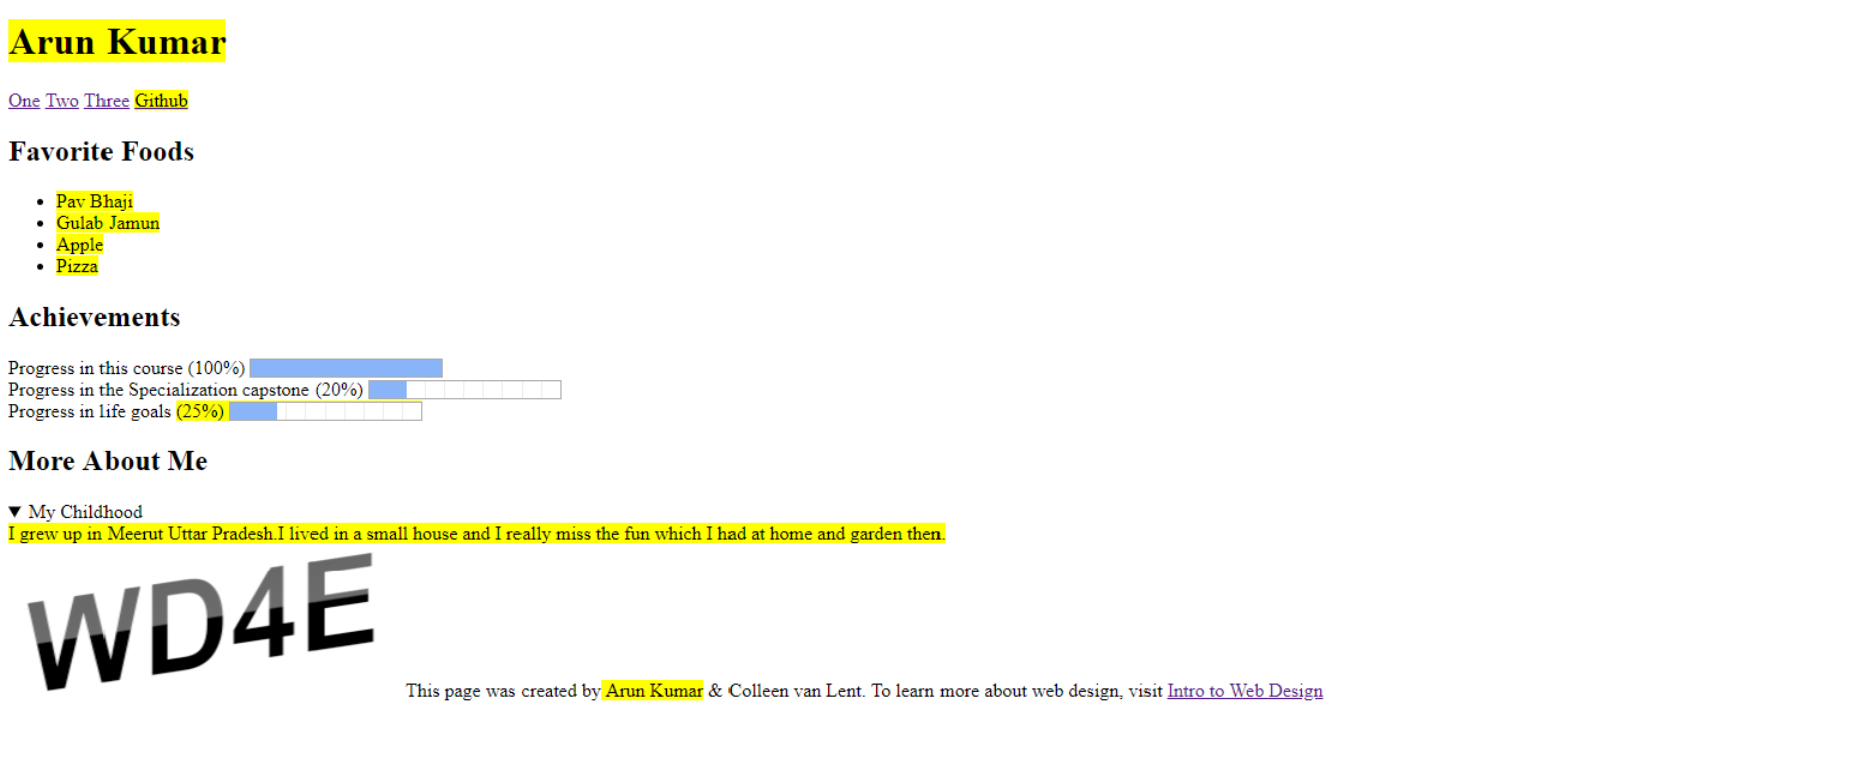 Arun Kumar
One Two Three Github
Favorite Foods
Pav Bhaji
Gulab Jamun
Apple
Pizza
Achievements
Progress in this course (100%)
Progress in the Specialization capstone (20%)
Progress in life goals (25%)
More About Me
▼ My Childhood
I grew up in Meerut Uttar Pradesh.I lived in a small house and I really miss the fun which I had at home and garden then.
WD4E
This page was created by Arun Kumar & Colleen van Lent. To learn more about web design, visit Intro to Web Design